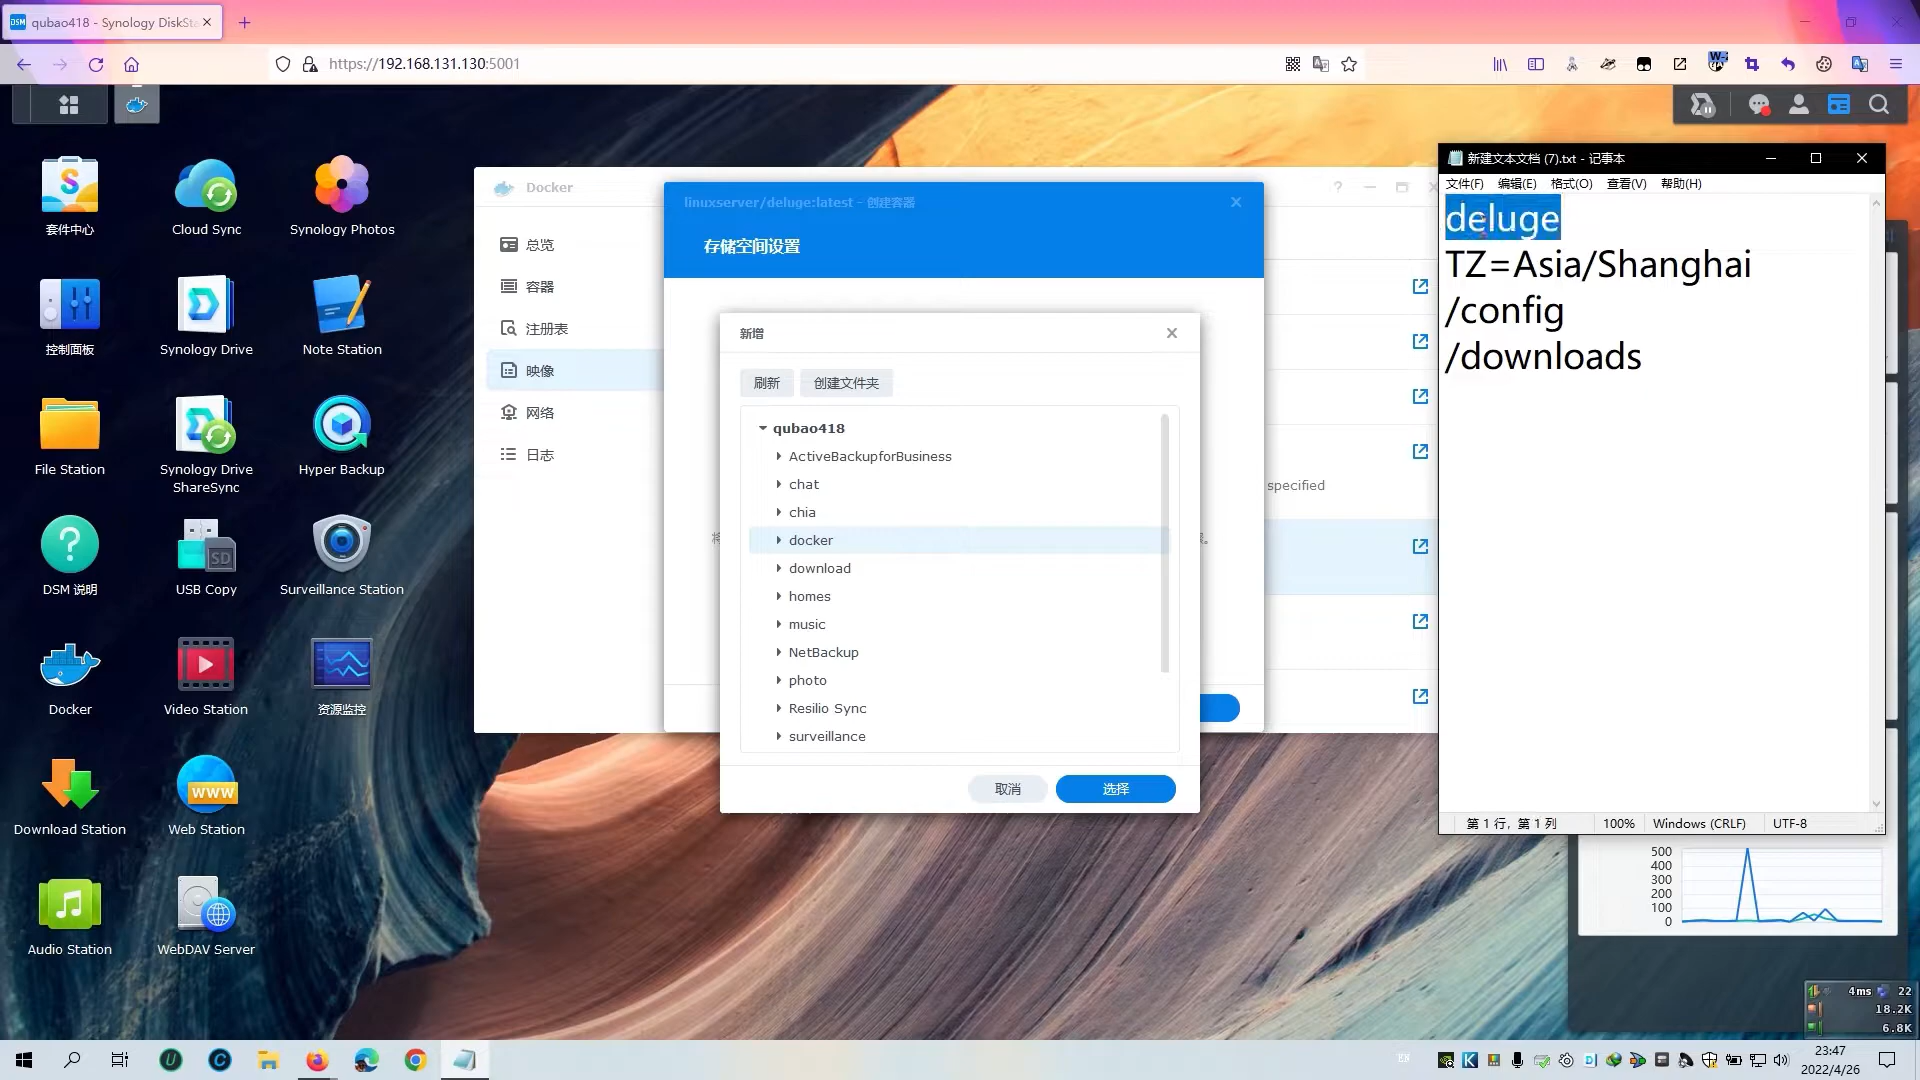 qubao418 - Synology DiskSta
https://192.168.131.130:5001
套件中心
Cloud Sync
Synology Photos
控制面板
Synology Drive
Note Station
File Station
Synology Drive
ShareSync
Hyper Backup
DSM 说明
USB Copy
Surveillance Station
Docker
Video Station
资源监控
Download Station
Web Station
Audio Station
WebDAV Server
Docker
总览
容器
注册表
映像
网络
日志
specified
linuxserver/deluge:latest - 创建容器
存储空间设置
新增
刷新
创建文件夹
qubao418
ActiveBackupforBusiness
chat
chia
docker
download
homes
music
NetBackup
photo
Resilio Sync
surveillance
取消
选择
新建文本文档 (7).txt - 记事本
文件(F) 编辑(E) 格式(O) 查看(V) 帮助(H)
deluge
TZ=Asia/Shanghai
/config
/downloads
第 1 行，第 1 列
100%
Windows (CRLF)
UTF-8
500
400
300
200
100
0
4ms 22
18.2K
6.8K
23:47
2022/4/26